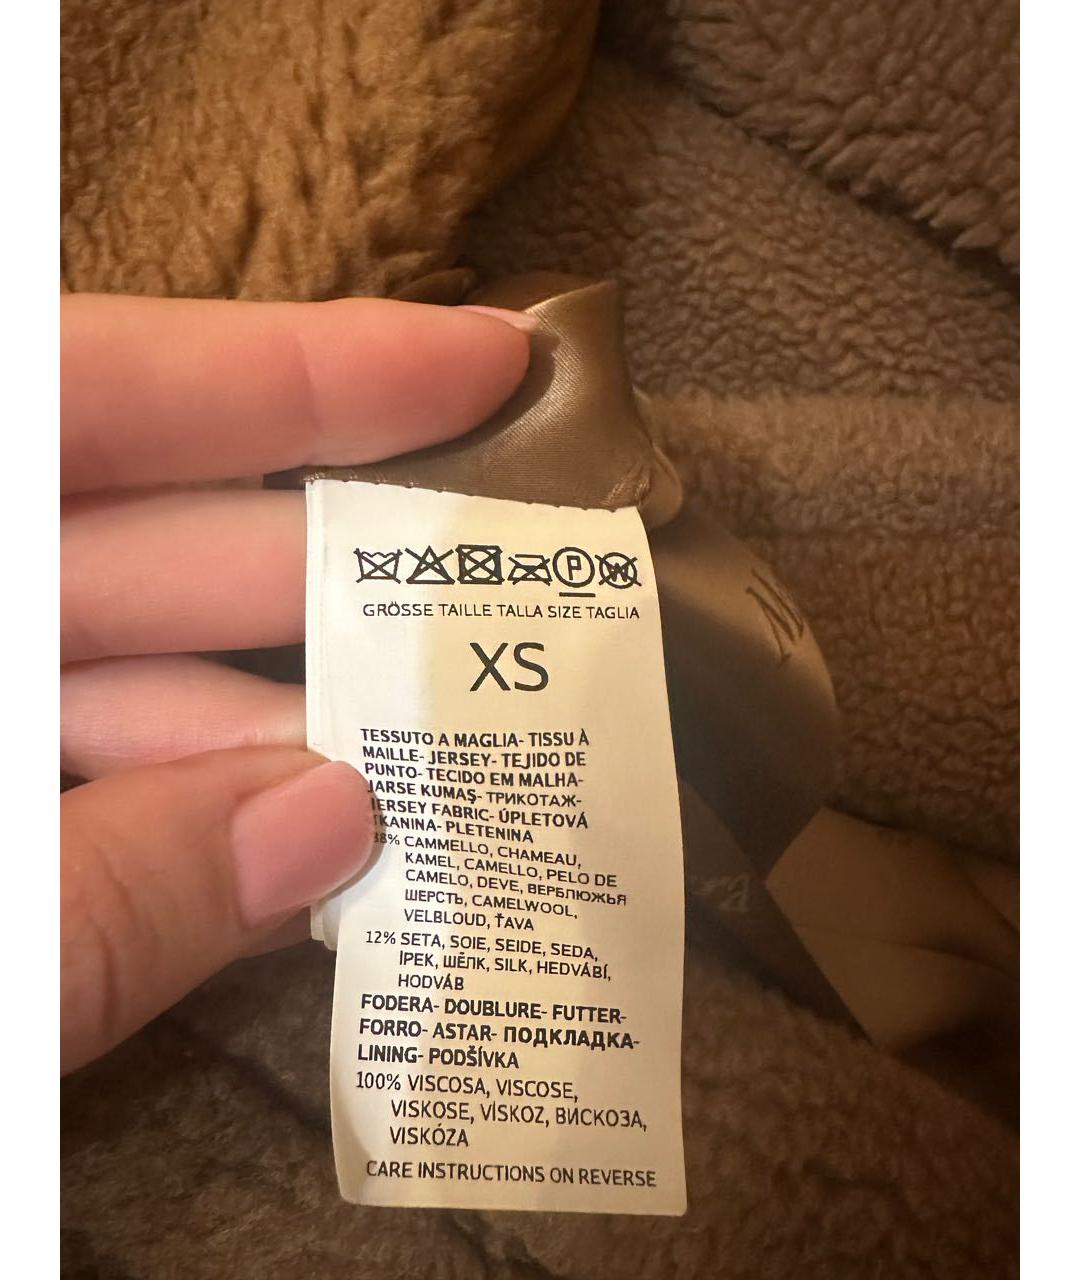 GRÖSSE TAILLE TALLA SIZE TAGLIA
XS
TESSUTO A MAGLIA- TISSU À
MAILLE- JERSEY- TEJIDO DE
PUNTO- TECIDO EM MALHA-
JARSE KUMAŞ- ТРИКОТАЖ-
JERSEY FABRIC- ÚPLETOVÁ
TKANINA- PLETENINA
88% CAMMELLO, CHAMEAU,
KAMEL, CAMELLO, PELO DE
CAMELO, DEVE, ВЕРБЛЮЖЬЯ
ШЕРСТЬ, CAMELWOOL,
VELBLOUD, ŤAVA
12% SETA, SOIE, SEIDE, SEDA,
İPEK, ШЁЛК, SILK, HEDVÁBÍ,
HODVÁB
FODERA- DOUBLURE- FUTTER-
FORRO- ASTAR- ПОДКЛАДКА-
LINING- PODŠÍVKA
100% VISCOSA, VISCOSE,
VISKOSE, VİSKOZ, ВИСКОЗА,
VISKÓZA
CARE INSTRUCTIONS ON REVERSE